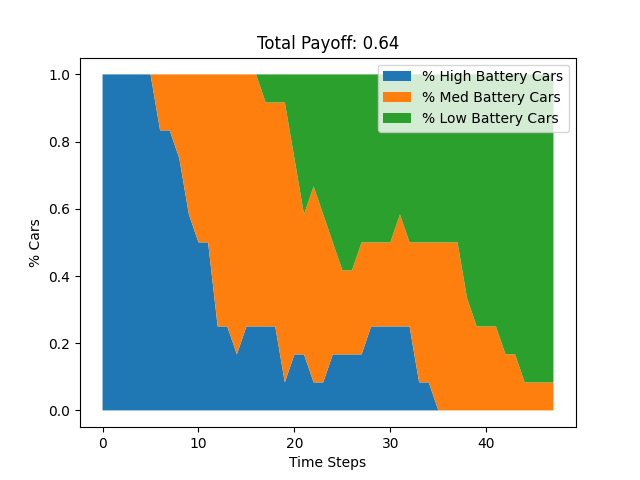 Total Payoff: 0.64
% High Battery Cars
% Med Battery Cars
% Low Battery Cars
1.0
0.8
0.6
0.4
0.2
0.0
% Cars
0
10
20
30
40
Time Steps